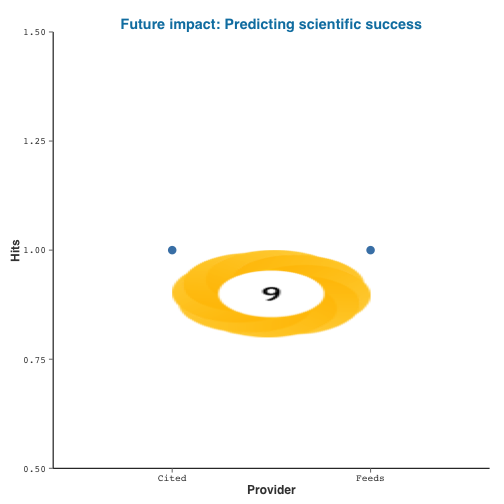 Future impact: Predicting scientific success
1.50
1.25
1.00
0.75
0.50
Hits
9
Cited Feeds
Provider